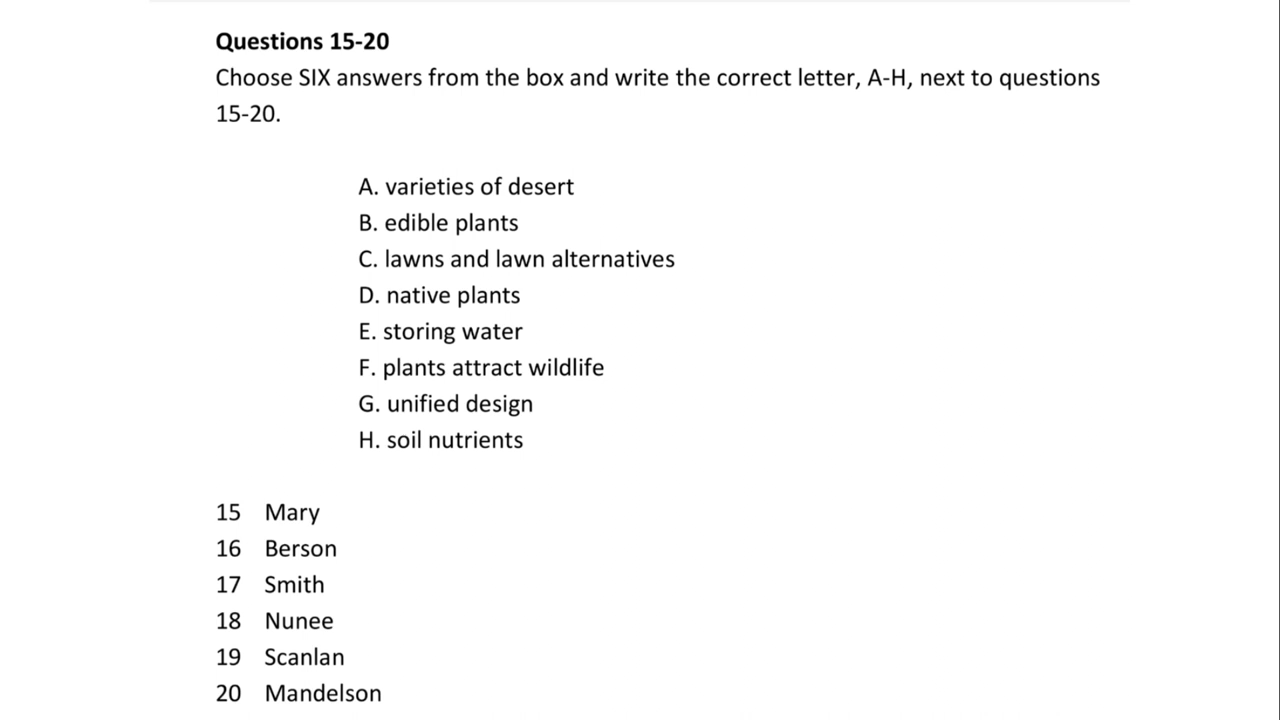 Questions 15-20
Choose SIX answers from the box and write the correct letter, A-H, next to questions
15-20.
A. varieties of desert
B. edible plants
C. lawns and lawn alternatives
D. native plants
E. storing water
F. plants attract wildlife
G. unified design
H. soil nutrients
15 Mary
16 Berson
17 Smith
18 Nunee
19 Scanlan
20 Mandelson